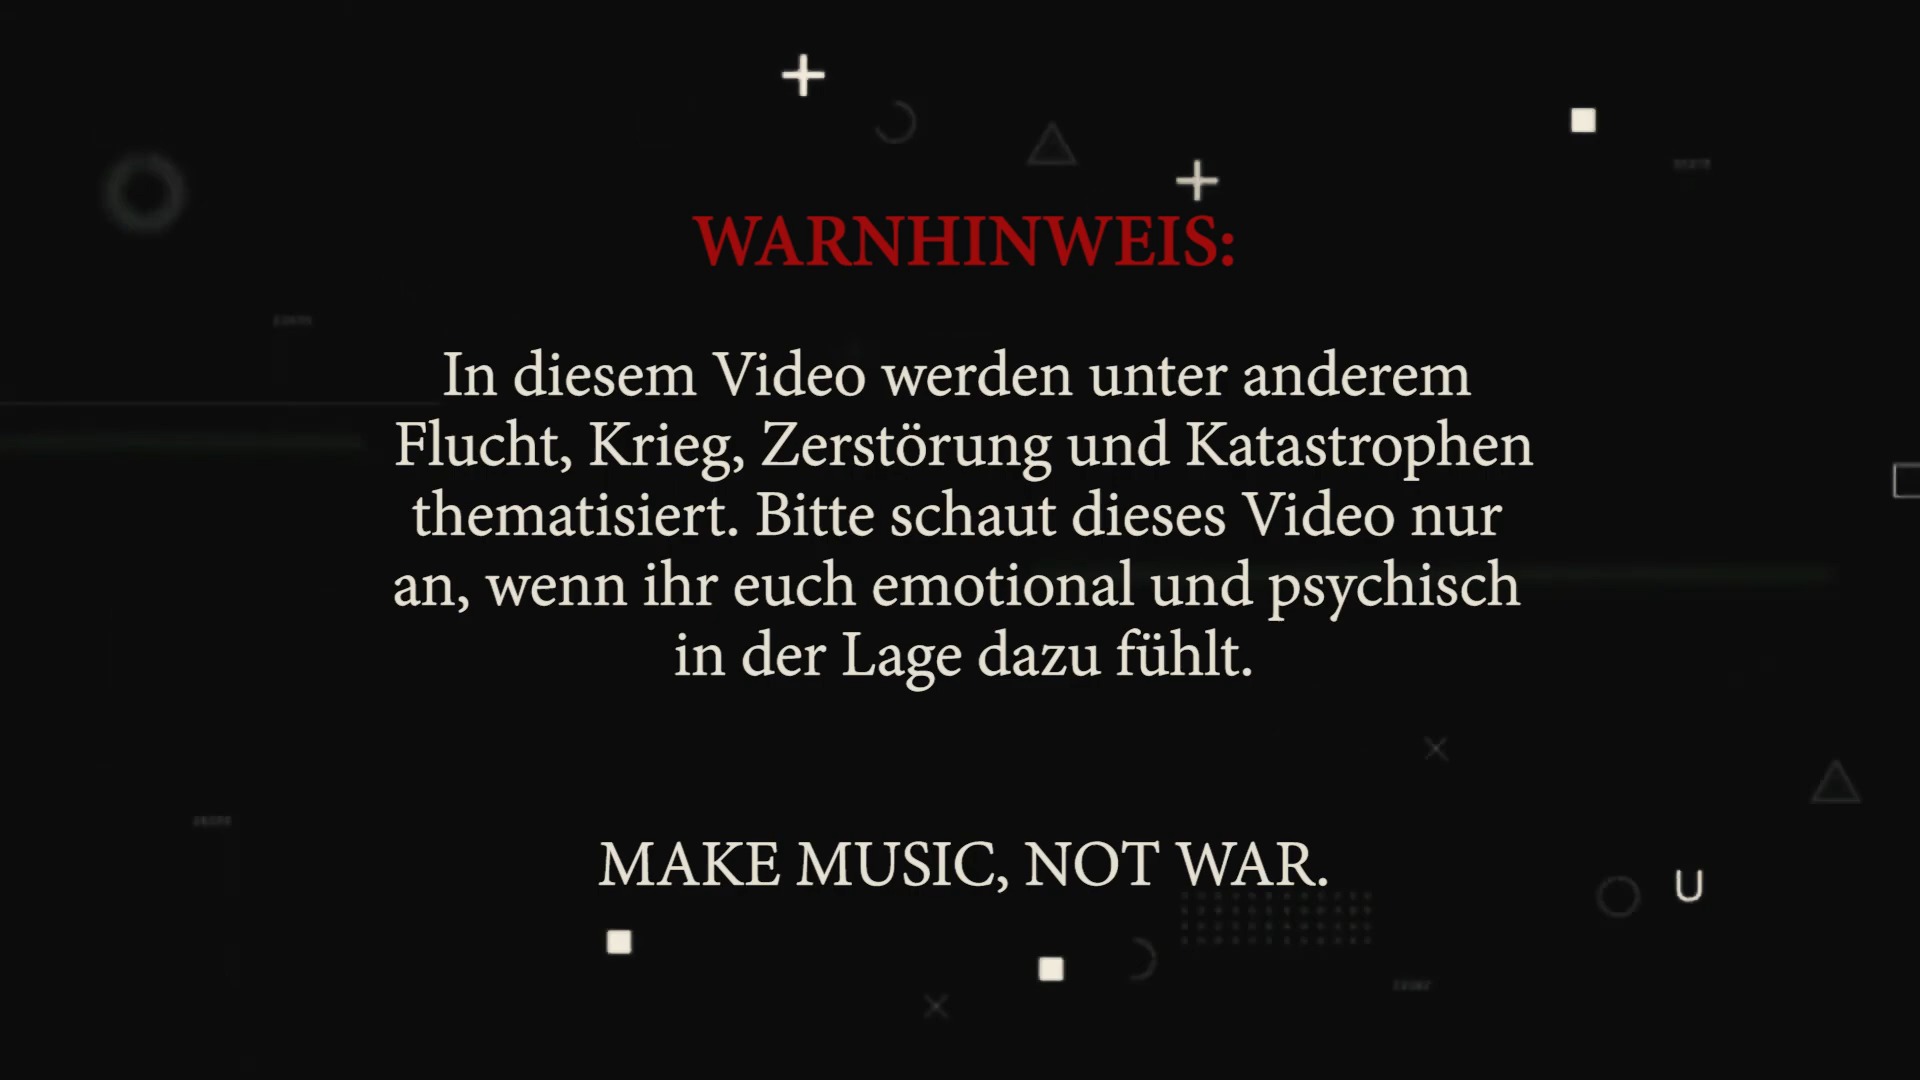 WARNHINWEIS:
In diesem Video werden unter anderem
Flucht, Krieg, Zerstörung und Katastrophen
thematisiert. Bitte schaut dieses Video nur
an, wenn ihr euch emotional und psychisch
in der Lage dazu fühlt.
MAKE MUSIC, NOT WAR.